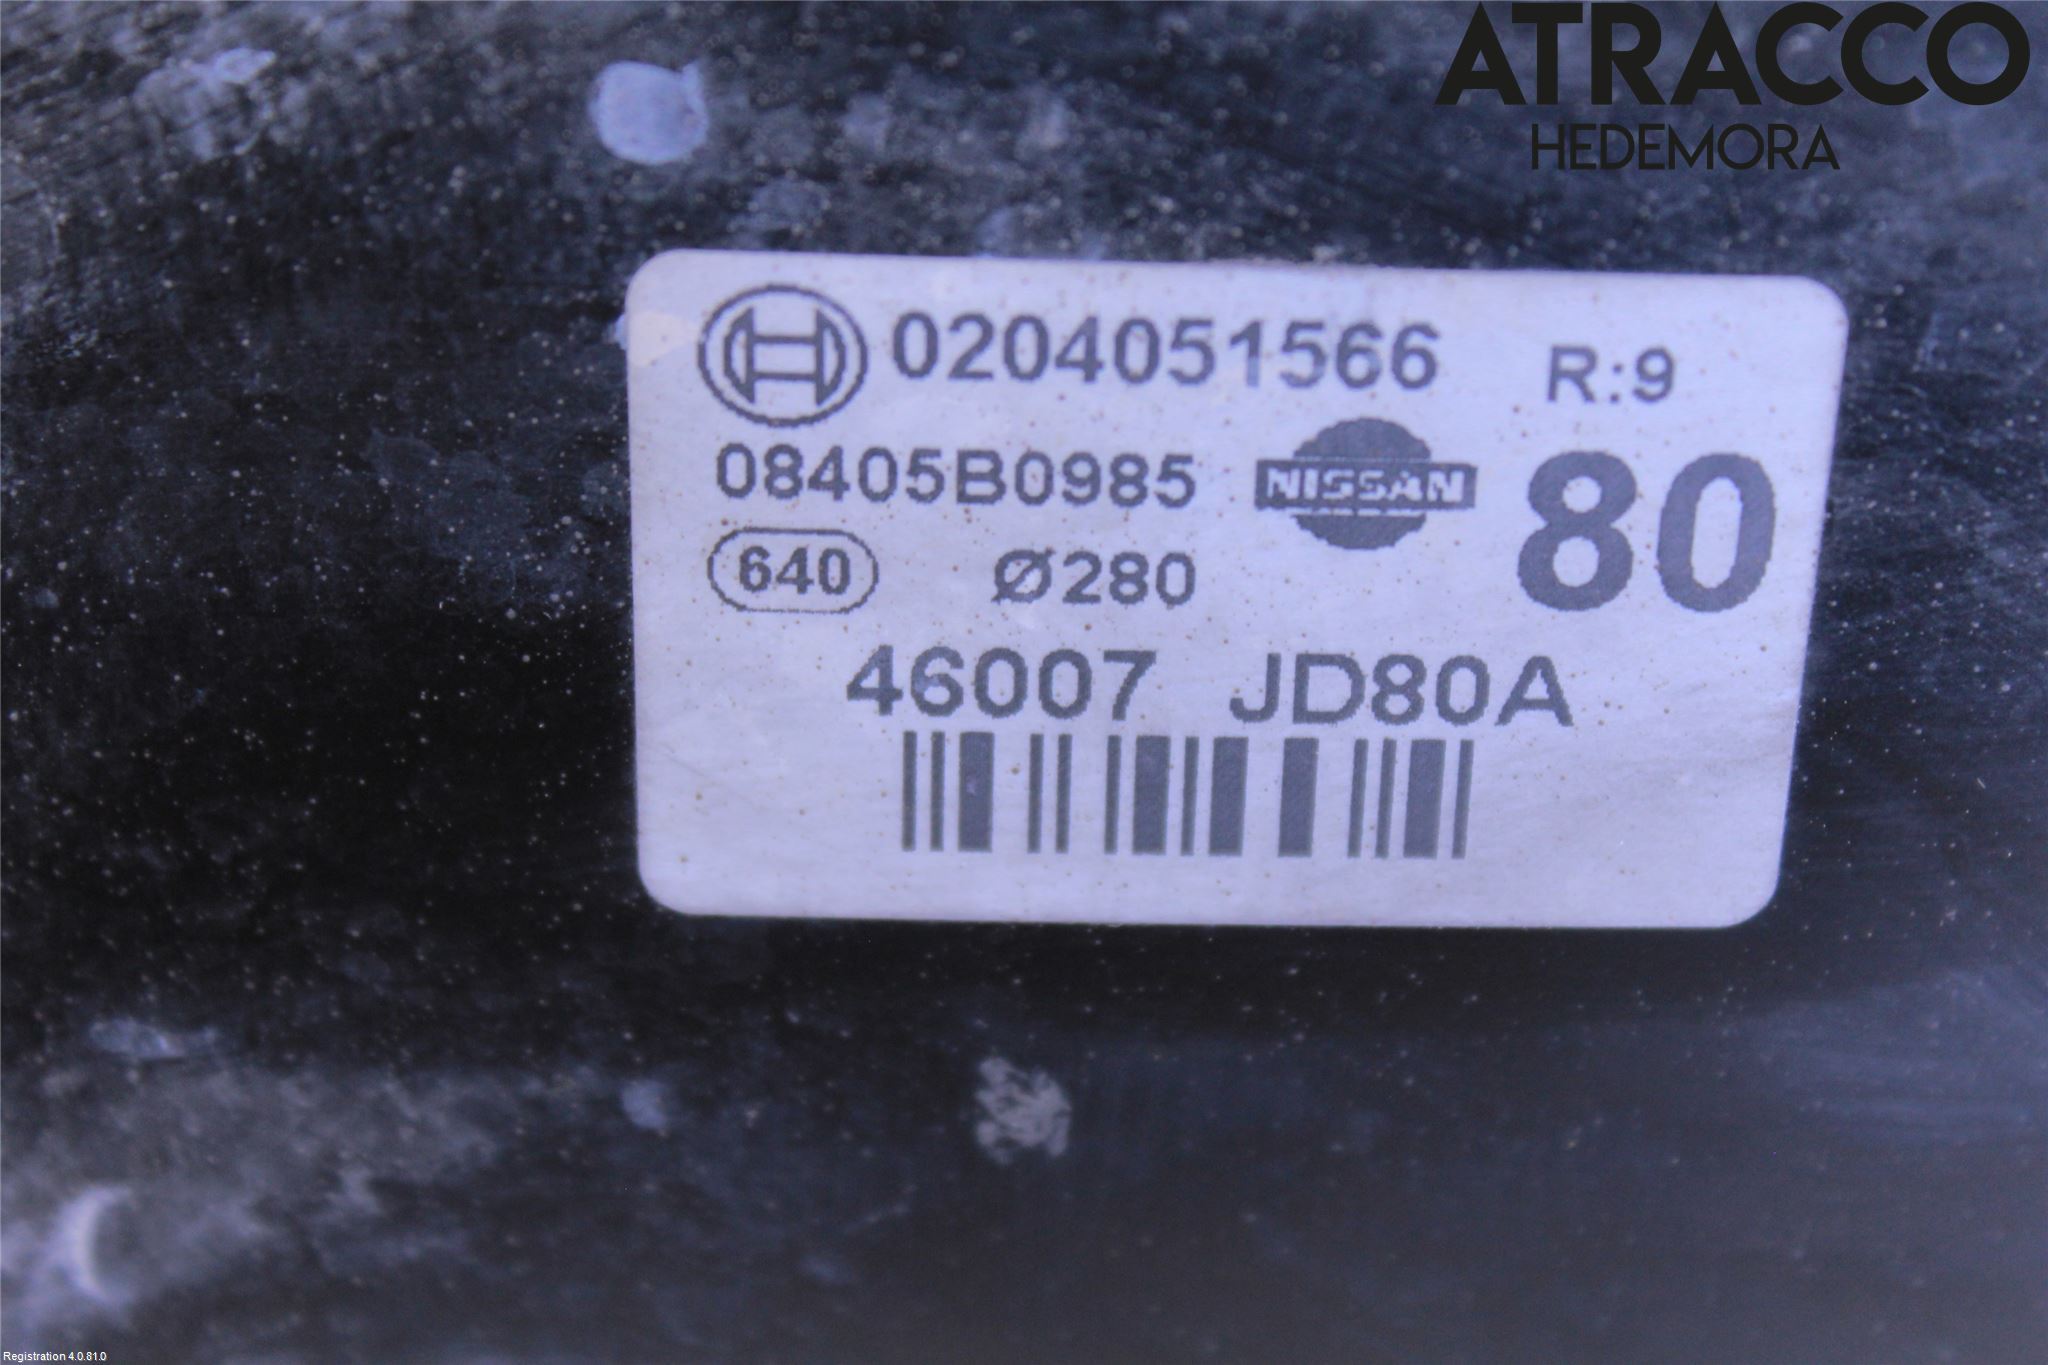 ATRACCO
HEDEMORA
0204051566 R:9
08405B0985 NISSAN 80
640 Ø280
46007 JD80A
Registration 4.0.81.0